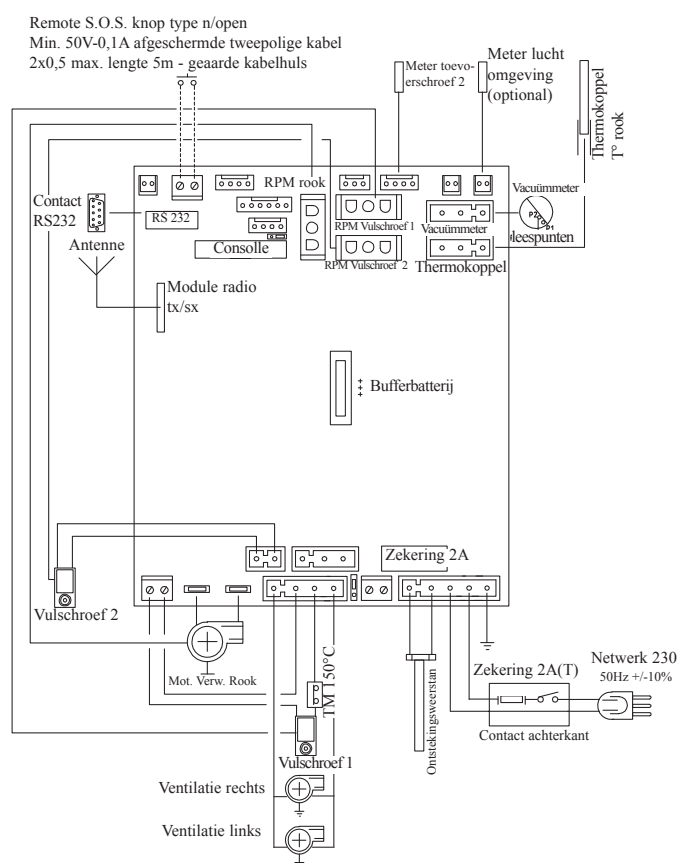 Remote S.O.S. knop type n/open
Min. 50V-0,1A afgeschermde tweepolige kabel
2x0,5 max. lengte 5m - geaarde kabelhuls
Meter toevo-
erschroef 2
Meter lucht
omgeving
(optional)
Thermokoppel
T° rook
Contact
RS232
RS 232
RPM rook
Consolle
RPM Vulschroef 1
RPM Vulschroef 2
Vacuümmeter
Thermokoppel
Vacuümmeter
P2
P1
leespunten
Antenne
Module radio
tx/sx
Bufferbatterij
Zekering 2A
Vulschroef 2
Mot. Verw. Rook
TM 150°C
Vulschroef 1
Ventilatie rechts
Ventilatie links
Ontstekingsweerstan
Zekering 2A(T)
Contact achterkant
Netwerk 230
50Hz +/-10%